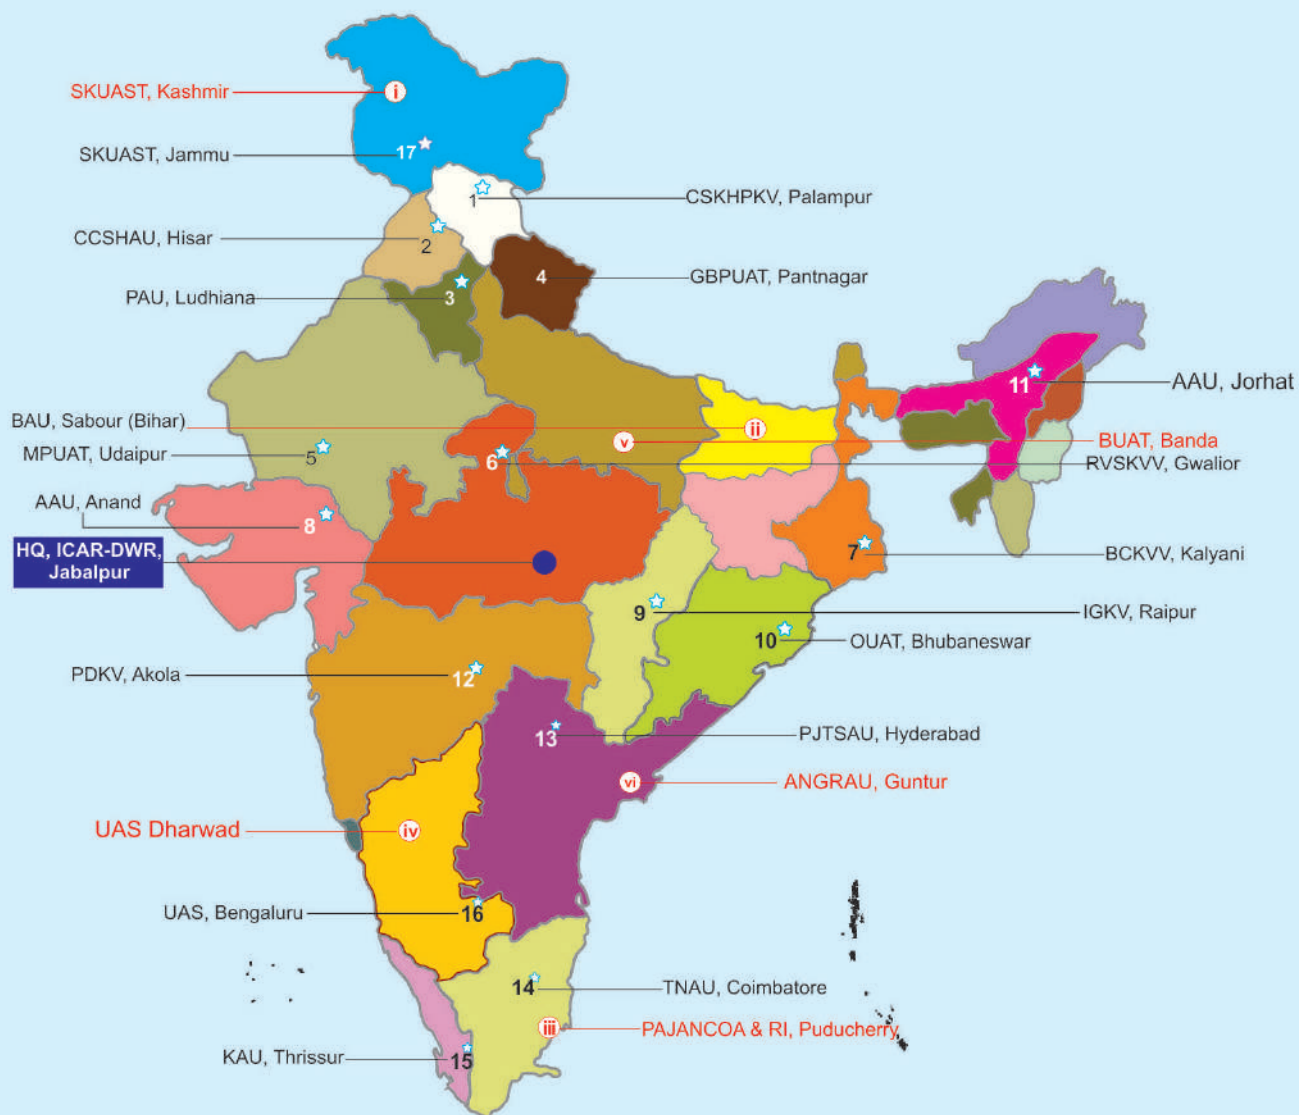 SKUAST, Kashmir
i
SKUAST, Jammu
17
1
CSKHPKV, Palampur
CCSHAU, Hisar
2
4
GBPUAT, Pantnagar
PAU, Ludhiana
3
11
AAU, Jorhat
BAU, Sabour (Bihar)
ii
v
BUAT, Banda
MPUAT, Udaipur
5
6
RVSKVV, Gwalior
AAU, Anand
8
HQ, ICAR-DWR,
Jabalpur
7
BCKVV, Kalyani
9
IGKV, Raipur
10
OUAT, Bhubaneswar
PDKV, Akola
12
13
PJTSAU, Hyderabad
vi
ANGRAU, Guntur
UAS Dharwad
iv
UAS, Bengaluru
16
14
TNAU, Coimbatore
iii
PAJANCOA & RI, Puducherry
KAU, Thrissur
15